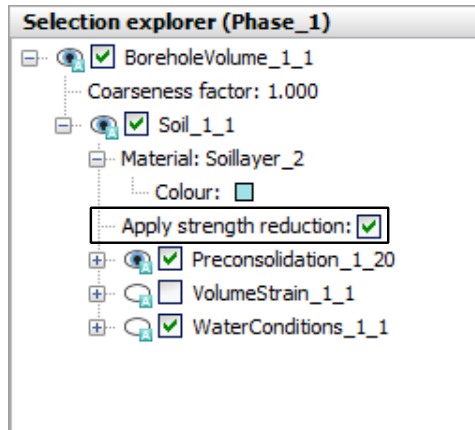 Selection explorer (Phase_1)
BoreholeVolume_1_1
Coarseness factor: 1.000
Soil_1_1
Material: Soillayer_2
Colour:
Apply strength reduction:
Preconsolidation_1_20
VolumeStrain_1_1
WaterConditions_1_1